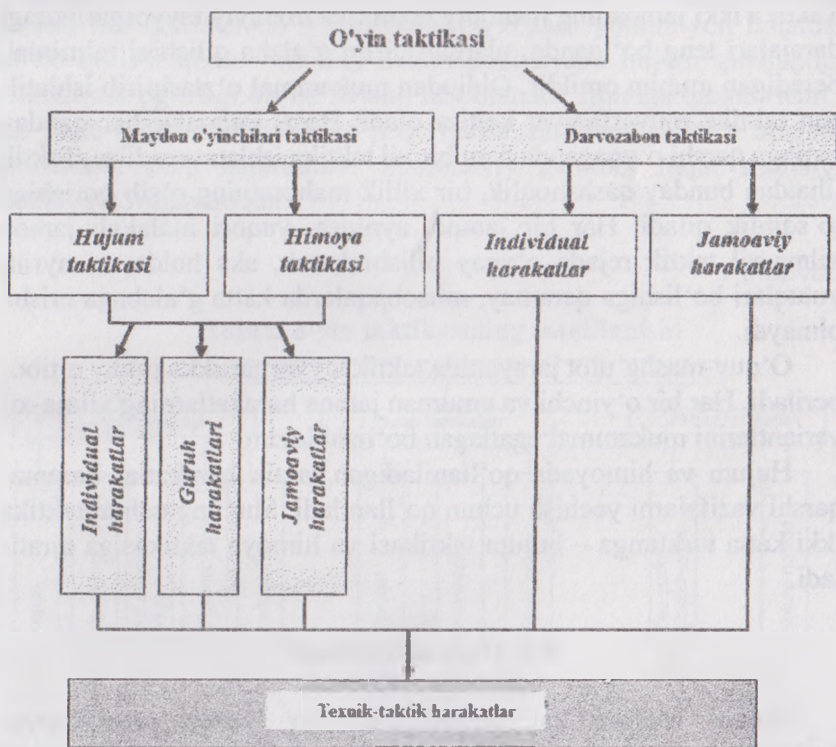 O'yin taktikasi
Maydon o'yinchilari taktikasi
Darvozabon taktikasi
Hujum
taktikasi
Himoya
taktikasi
Individual
harakatlar
Jamoaviy
harakatlar
Individual
harakatlar
Guruh
harakatlari
Jamoaviy
harakatlar
Texnik-taktik harakatlar